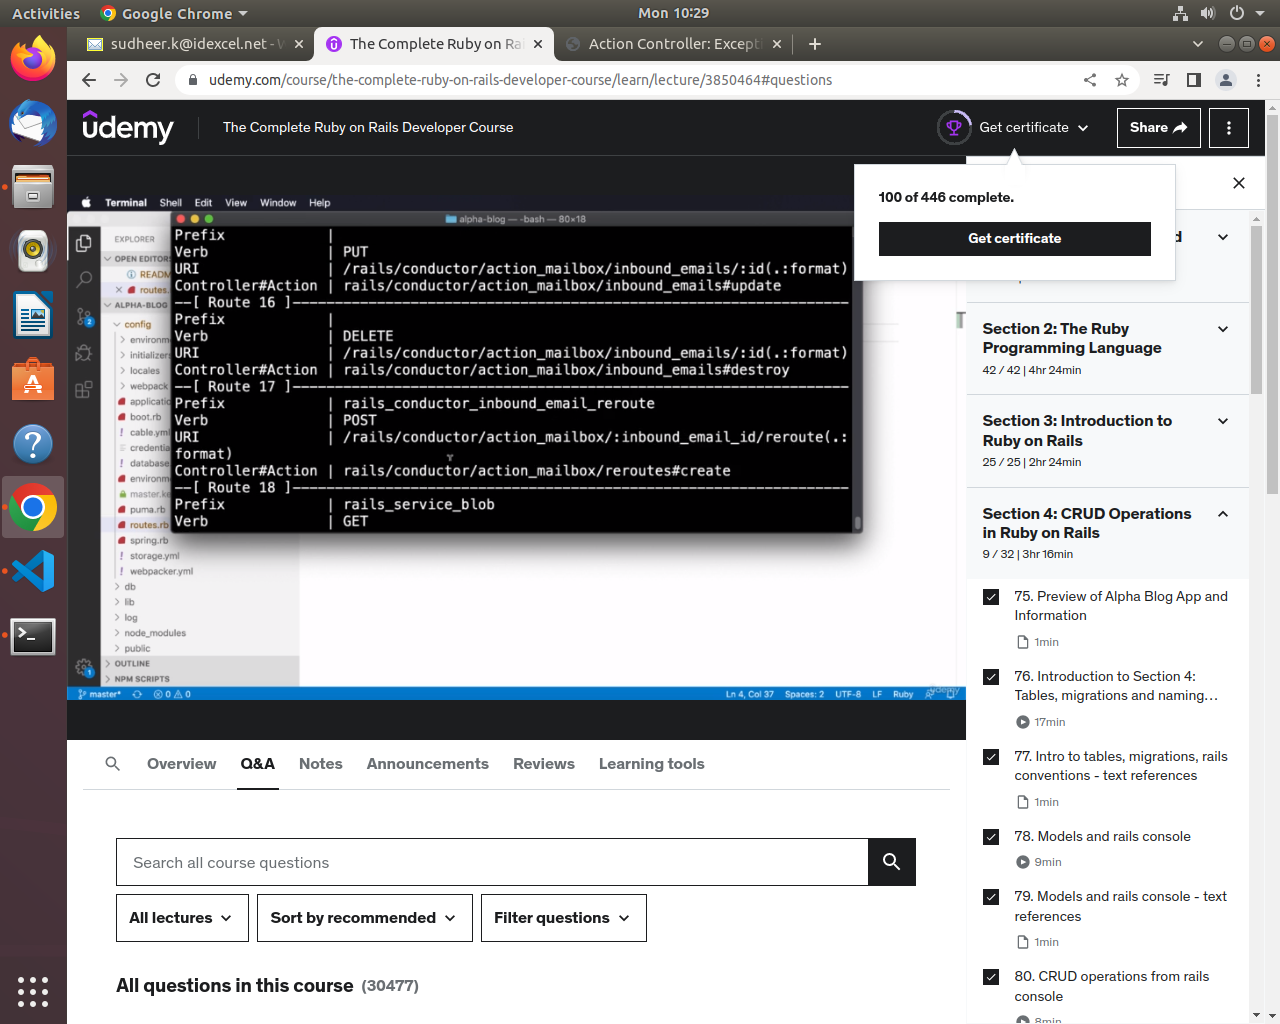 Activities
Google Chrome
Mon 10:29
sudheer.k@idexcel.net - 
The Complete Ruby on Ra
Action Controller: Except
udemy.com/course/the-complete-ruby-on-rails-developer-course/learn/lecture/3850464#questions
udemy
The Complete Ruby on Rails Developer Course
Get certificate
Share
100 of 446 complete.
Get certificate
Terminal Shell Edit View Window Help
alpha-blog — -bash — 80×18
Prefix |
Verb | PUT
URI | /rails/conductor/action_mailbox/inbound_emails/:id(.:format)
Controller#Action | rails/conductor/action_mailbox/inbound_emails#update
--[ Route 16 ]
Prefix |
Verb | DELETE
URI | /rails/conductor/action_mailbox/inbound_emails/:id(.:format)
Controller#Action | rails/conductor/action_mailbox/inbound_emails#destroy
--[ Route 17 ]
Prefix | rails_conductor_inbound_email_reroute
Verb | POST
URI | /rails/conductor/action_mailbox/:inbound_email_id/reroute(.:
format)
Controller#Action | rails/conductor/action_mailbox/reroutes#create
--[ Route 18 ]
Prefix | rails_service_blob
Verb | GET
EXPLORER
OPEN EDITORS
README
routes.
ALPHA-BLOG
config
environm
initializer
locales
webpack
applicatio
boot.rb
cable.yml
credentia
database
environm
master.ke
puma.rb
routes.rb
spring.rb
storage.yml
webpacker.yml
db
lib
log
node_modules
public
OUTLINE
NPM SCRIPTS
master*
0 0
Ln 4, Col 37 Spaces: 2 UTF-8 LF Ruby
udemy
Section 2: The Ruby
Programming Language
42 / 42 | 4hr 24min
Section 3: Introduction to
Ruby on Rails
25 / 25 | 2hr 24min
Section 4: CRUD Operations
in Ruby on Rails
9 / 32 | 3hr 16min
75. Preview of Alpha Blog App and
Information
1min
76. Introduction to Section 4:
Tables, migrations and naming…
17min
77. Intro to tables, migrations, rails
conventions - text references
1min
78. Models and rails console
9min
79. Models and rails console - text
references
1min
80. CRUD operations from rails
console
8min
Overview Q&A Notes Announcements Reviews Learning tools
Search all course questions
All lectures
Sort by recommended
Filter questions
All questions in this course (30477)